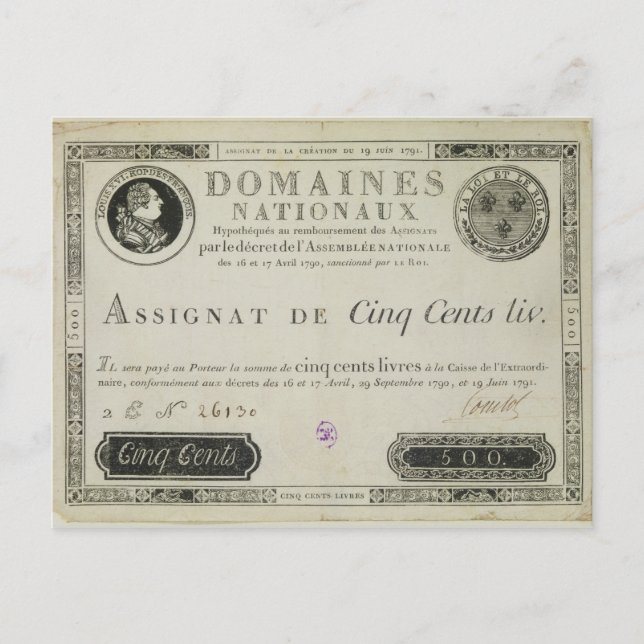 ASSIGNAT DE LA CRÉATION DU 19 JUIN 1791.
LOUIS XVI. ROI DES FRANÇOIS.
DOMAINES
NATIONAUX
LA LOI ET LE ROI.
Hypothéqués au remboursement des ASSIGNATS
par le décret de l'ASSEMBLÉE NATIONALE
des 16 et 17 Avril 1790, sanctionné par LE ROI.
500
500
ASSIGNAT DE Cinq Cents liv.
IL sera payé au Porteur la somme de cinq cents livres à la Caisse de l'Extraordi-
naire, conformément aux décrets des 16 et 17 Avril, 29 Septembre 1790, et 19 Juin 1791.
2 E N° 26130
Cinq Cents
500.
CINQ CENTS LIVRES